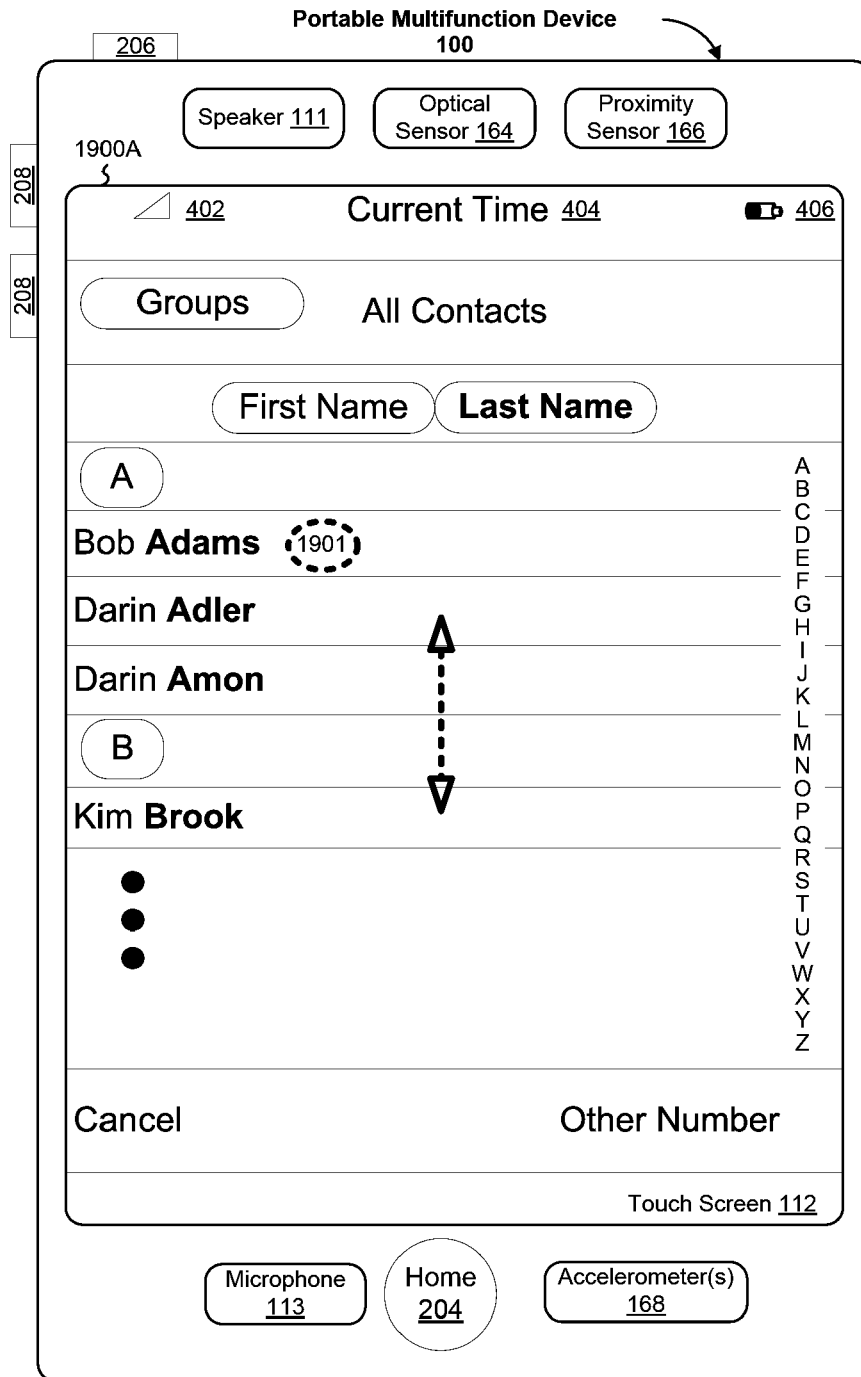 Portable Multifunction Device
100
206
Speaker 111
Optical
Sensor 164
Proximity
Sensor 166
1900A
208
208
402
Current Time 404
406
Groups
All Contacts
First Name
Last Name
A
Bob Adams
1901
Darin Adler
Darin Amon
B
Kim Brook
A
B
C
D
E
F
G
H
I
J
K
L
M
N
O
P
Q
R
S
T
U
V
W
X
Y
Z
Cancel
Other Number
Touch Screen 112
Microphone
113
Home
204
Accelerometer(s)
168